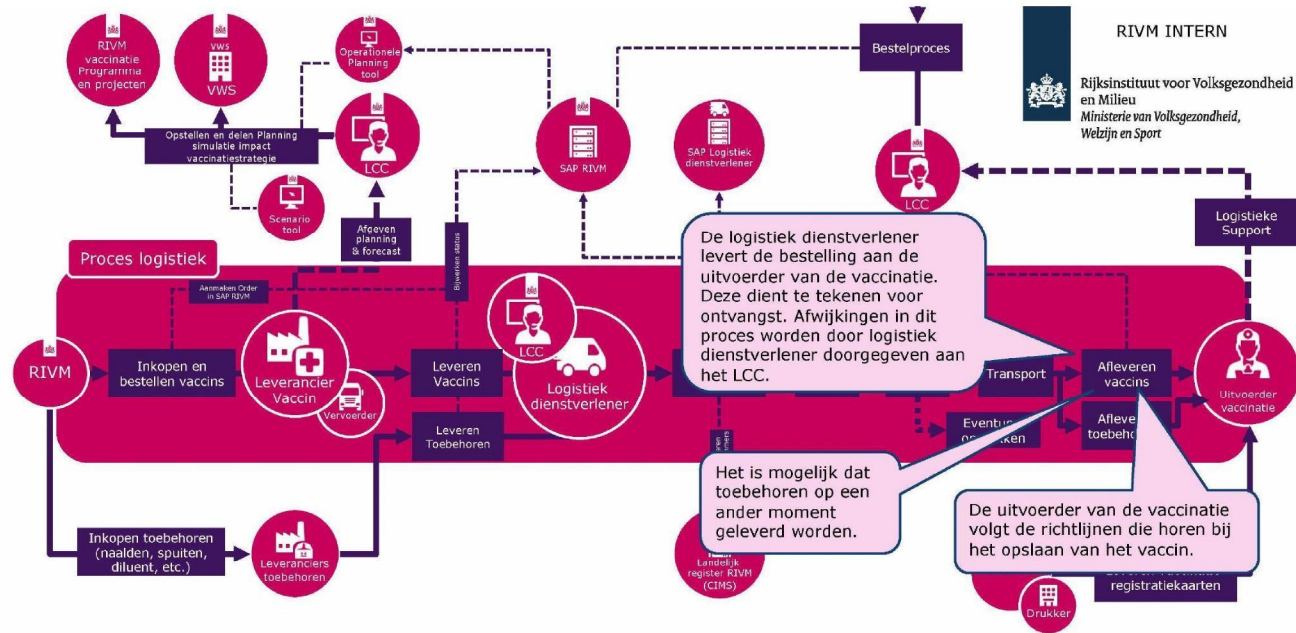 RIVM
vaccinatie
Programma
en projecten
VWS
VWS
Operationele
Planning
tool
Bestelproces
RIVM INTERN
Rijksinstituut voor Volksgezondheid
en Milieu
Ministerie van Volksgezondheid,
Welzijn en Sport
Opstellen en delen Planning
simulatie impact
vaccinatiestrategie
LCC
SAP RIVM
SAP Logistiek
dienstverlener
LCC
Scenario
tool
Afgeven
planning
& forecast
Logistieke
Support
Proces logistiek
Aanmaken Order
in SAP RIVM
Bijwerken status
De logistiek dienstverlener
levert de bestelling aan de
uitvoerder van de vaccinatie.
Deze dient te tekenen voor
ontvangst. Afwijkingen in dit
proces worden door logistiek
dienstverlener doorgegeven aan
het LCC.
RIVM
Inkopen en
bestellen vaccins
Leverancier
Vaccin
Vervoerder
Leveren
Vaccins
LCC
Logistiek
dienstverlener
Transport
Afleveren
vaccins
Uitvoerder
vaccinatie
Leveren
Toebehoren
Het is mogelijk dat
toebehoren op een
ander moment
geleverd worden.
De uitvoerder van de vaccinatie
volgt de richtlijnen die horen bij
het opslaan van het vaccin.
Inkopen toebehoren
(naalden, spuiten,
diluent, etc.)
Leveranciers
toebehoren
Landelijk
register RIVM
(CIMS)
registratiekaarten
Drukker